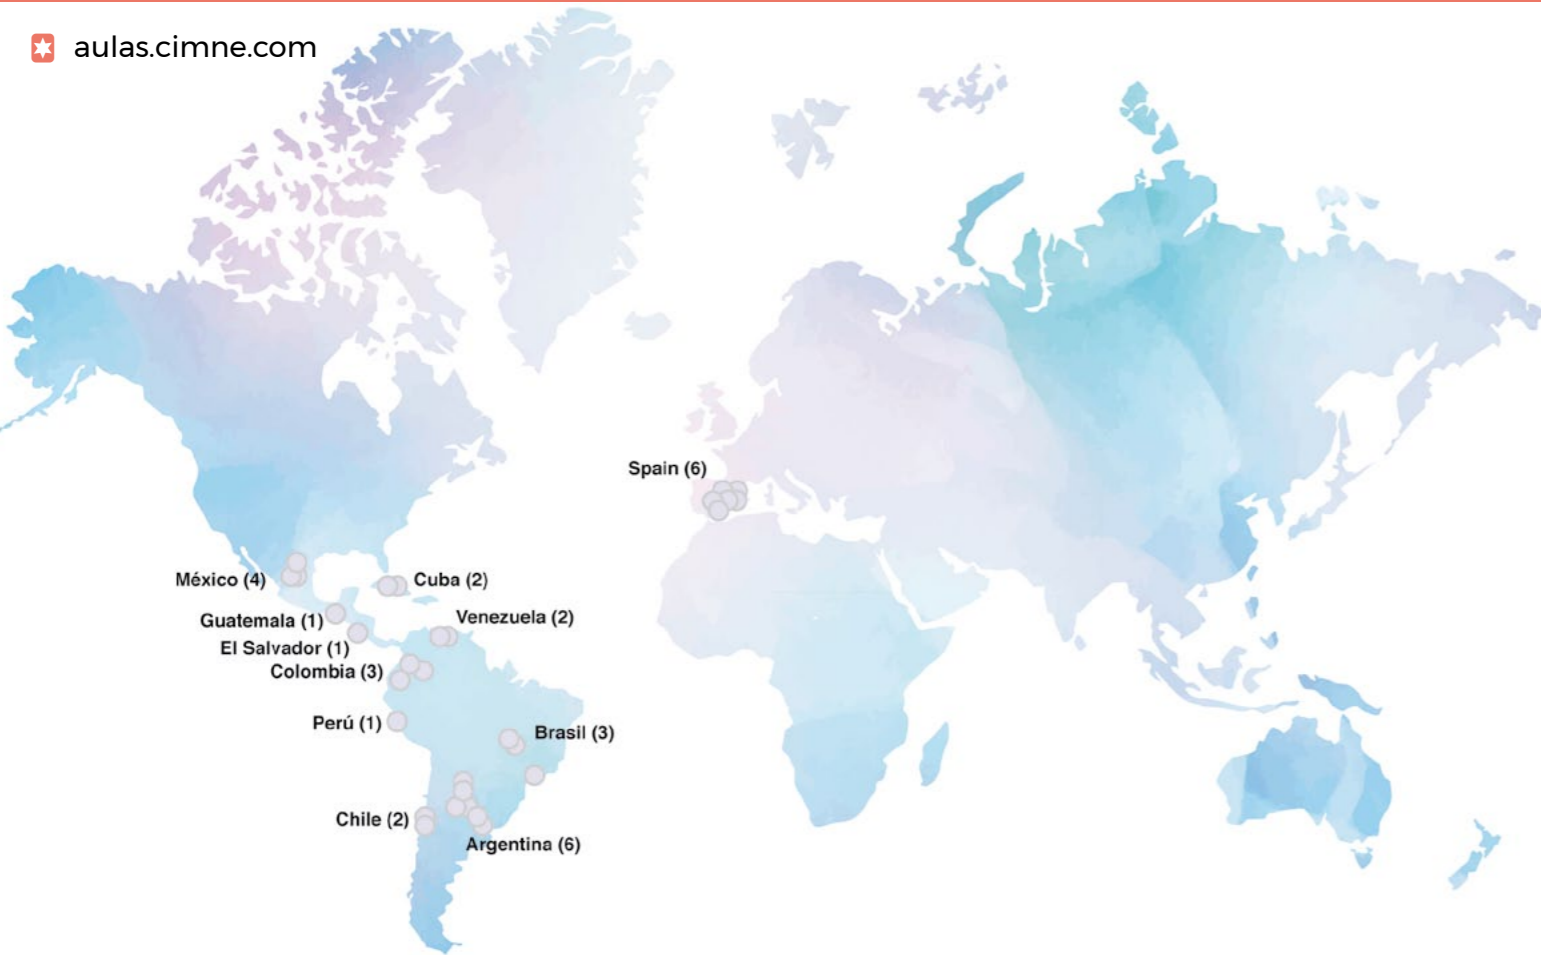 aulas.cimne.com
Spain (6)
México (4)
Cuba (2)
Guatemala (1)
Venezuela (2)
El Salvador (1)
Colombia (3)
Perú (1)
Brasil (3)
Chile (2)
Argentina (6)